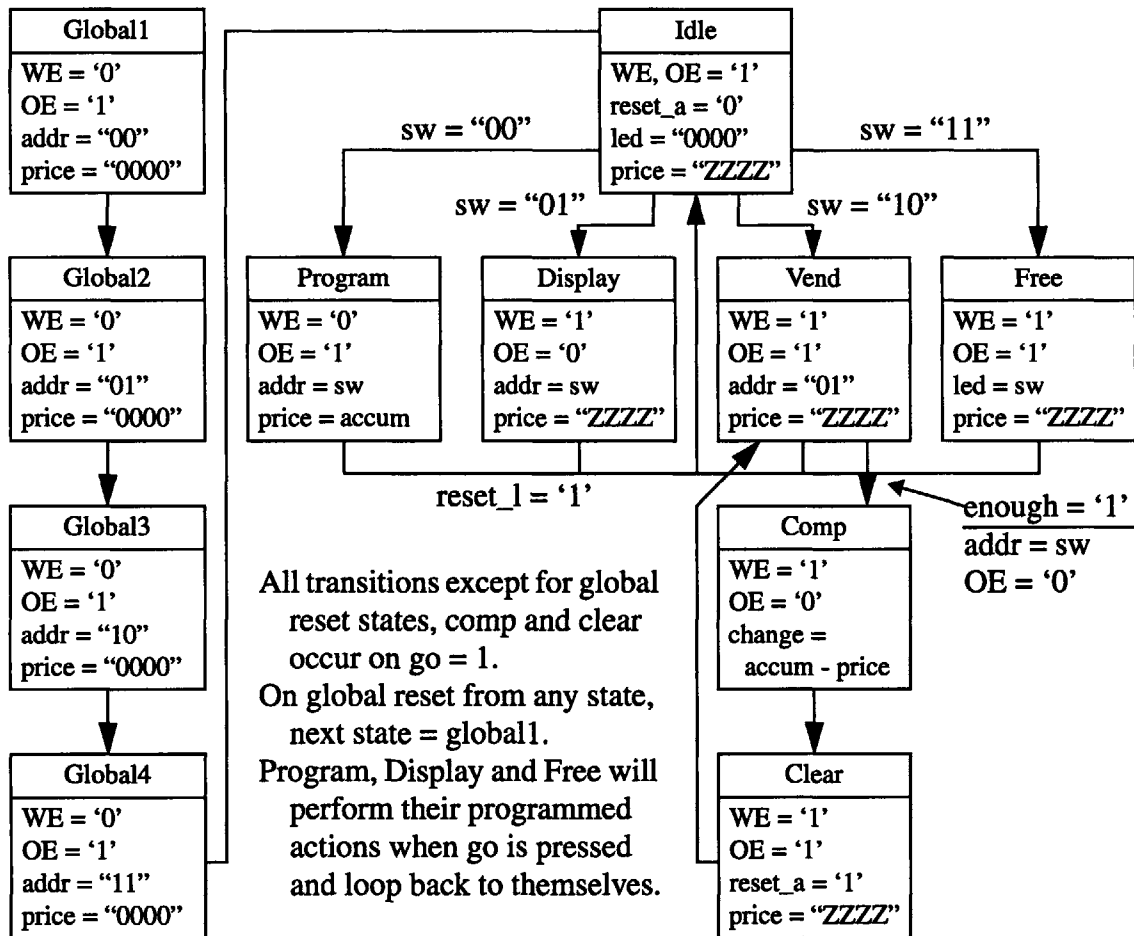 Global1
WE = ‘0’
OE = ‘1’
addr = “00”
price = “0000”
Global2
WE = ‘0’
OE = ‘1’
addr = “01”
price = “0000”
Global3
WE = ‘0’
OE = ‘1’
addr = “10”
price = “0000”
Global4
WE = ‘0’
OE = ‘1’
addr = “11”
price = “0000”
Idle
WE, OE = ‘1’
reset_a = ‘0’
led = “0000”
price = “ZZZZ”
sw = “00”
sw = “01”
sw = “10”
sw = “11”
Program
WE = ‘0’
OE = ‘1’
addr = sw
price = accum
Display
WE = ‘1’
OE = ‘0’
addr = sw
price = “ZZZZ”
Vend
WE = ‘1’
OE = ‘1’
addr = “01”
price = “ZZZZ”
Free
WE = ‘1’
OE = ‘1’
led = sw
price = “ZZZZ”
reset_l = ‘1’
enough = ‘1’
addr = sw
OE = ‘0’
Comp
WE = ‘1’
OE = ‘0’
change =
accum - price
Clear
WE = ‘1’
OE = ‘1’
reset_a = ‘1’
price = “ZZZZ”
All transitions except for global
reset states, comp and clear
occur on go = 1.
On global reset from any state,
next state = global1.
Program, Display and Free will
perform their programmed
actions when go is pressed
and loop back to themselves.